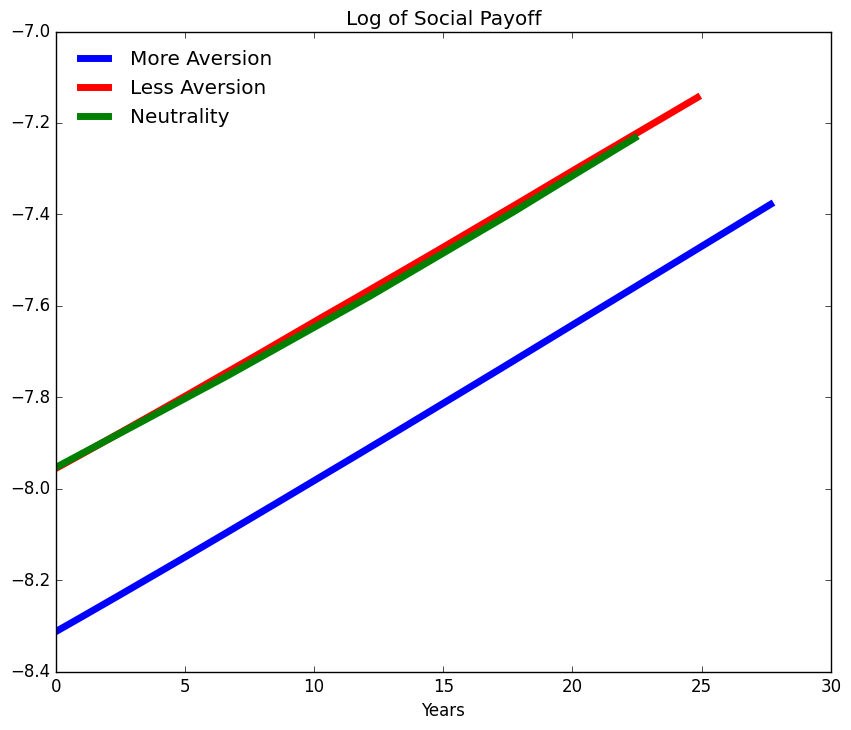 Log of Social Payoff
−7.0
−7.2
−7.4
−7.6
−7.8
−8.0
−8.2
−8.4
More Aversion
Less Aversion
Neutrality
0 5 10 15 20 25 30
Years